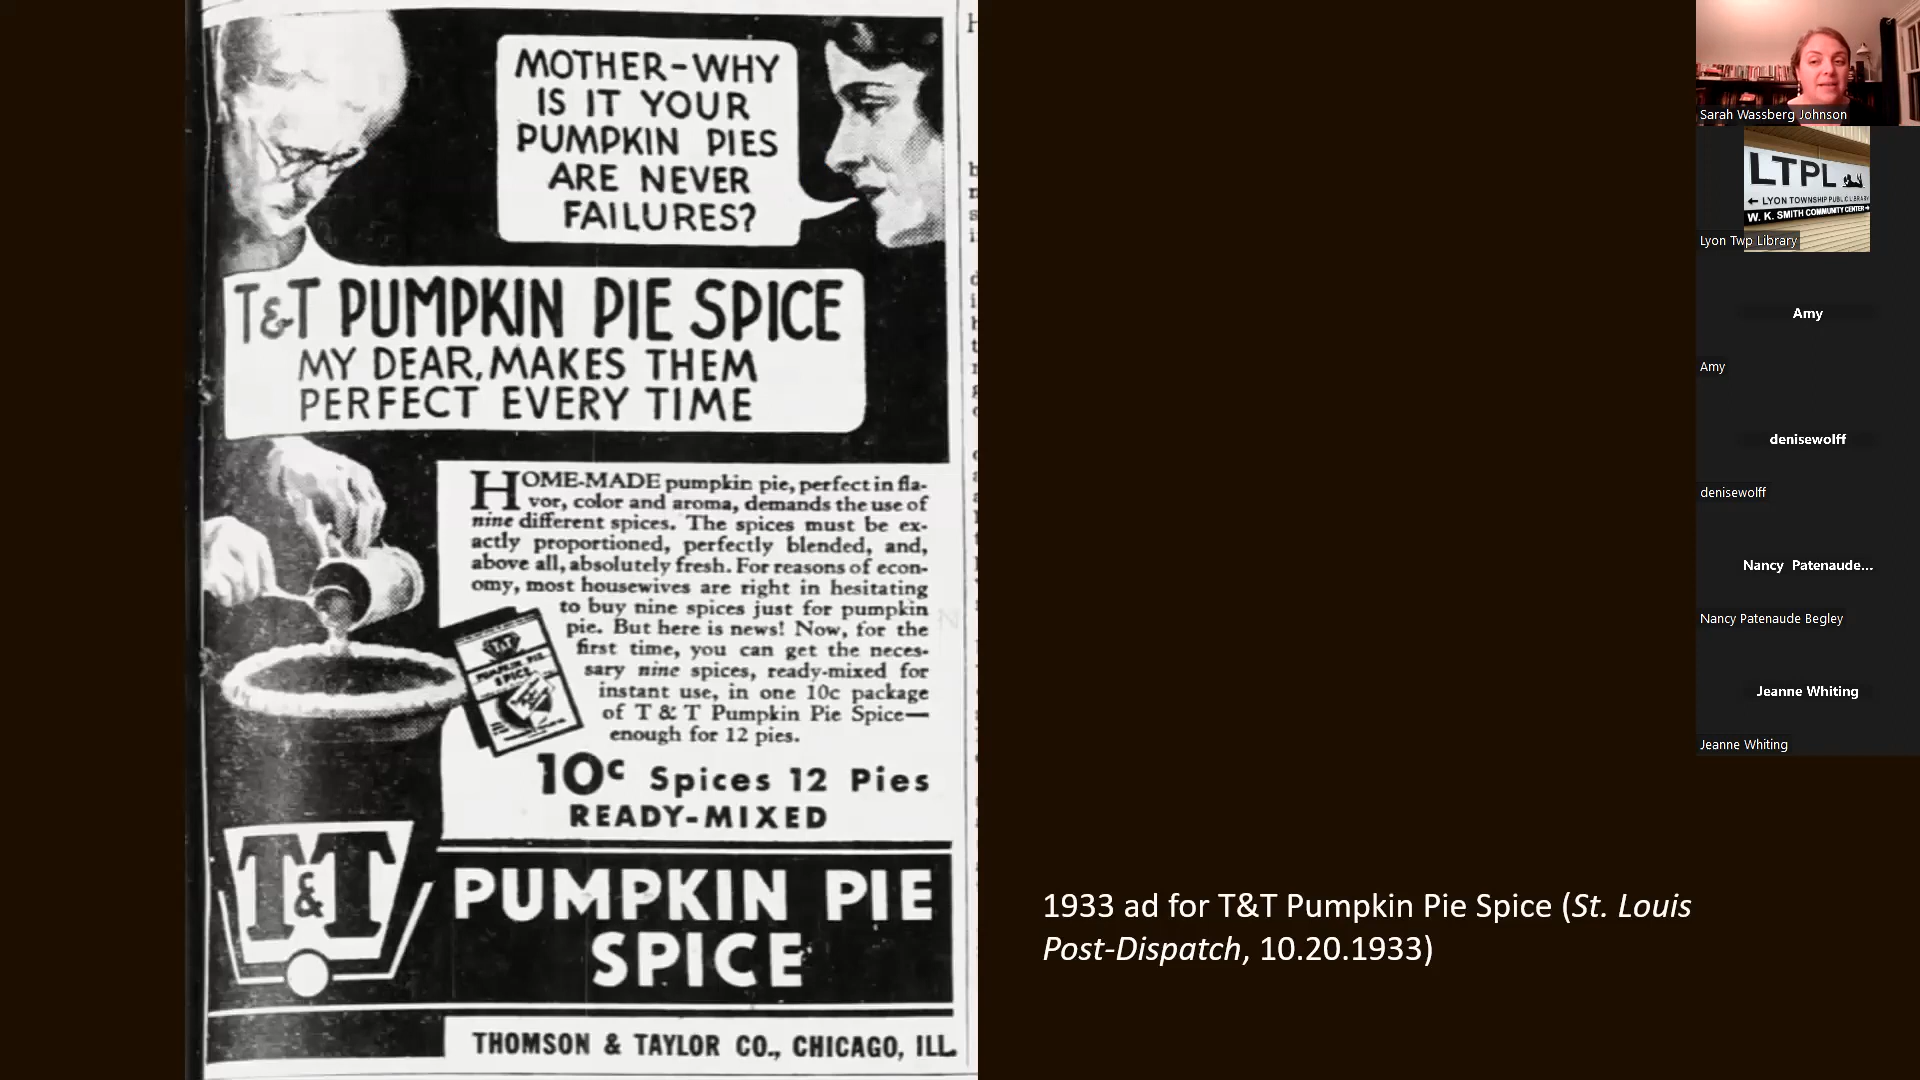 MOTHER-WHY
IS IT YOUR
PUMPKIN PIES
ARE NEVER
FAILURES?
T&T PUMPKIN PIE SPICE
MY DEAR, MAKES THEM
PERFECT EVERY TIME
HOME-MADE pumpkin pie, perfect in fla-
vor, color and aroma, demands the use of
nine different spices. The spices must be ex-
actly proportioned, perfectly blended, and,
above all, absolutely fresh. For reasons of econ-
omy, most housewives are right in hesitating
to buy nine spices just for pumpkin
pie. But here is news! Now, for the
first time, you can get the neces-
sary nine spices, ready-mixed for
instant use, in one 10c package
of T & T Pumpkin Pie Spice—
enough for 12 pies.
T&T
PUMPKIN PIE
SPICE
10c Spices 12 Pies
READY-MIXED
T&T
PUMPKIN PIE
SPICE
THOMSON & TAYLOR CO., CHICAGO, ILL.
1933 ad for T&T Pumpkin Pie Spice (St. Louis
Post-Dispatch, 10.20.1933)
Sarah Wassberg Johnson
LTPL
← LYON TOWNSHIP PUBLIC LIBRARY
W. K. SMITH COMMUNITY CENTER →
Lyon Twp Library
Amy
Amy
denisewolff
denisewolff
Nancy Patenaude...
Nancy Patenaude Begley
Jeanne Whiting
Jeanne Whiting